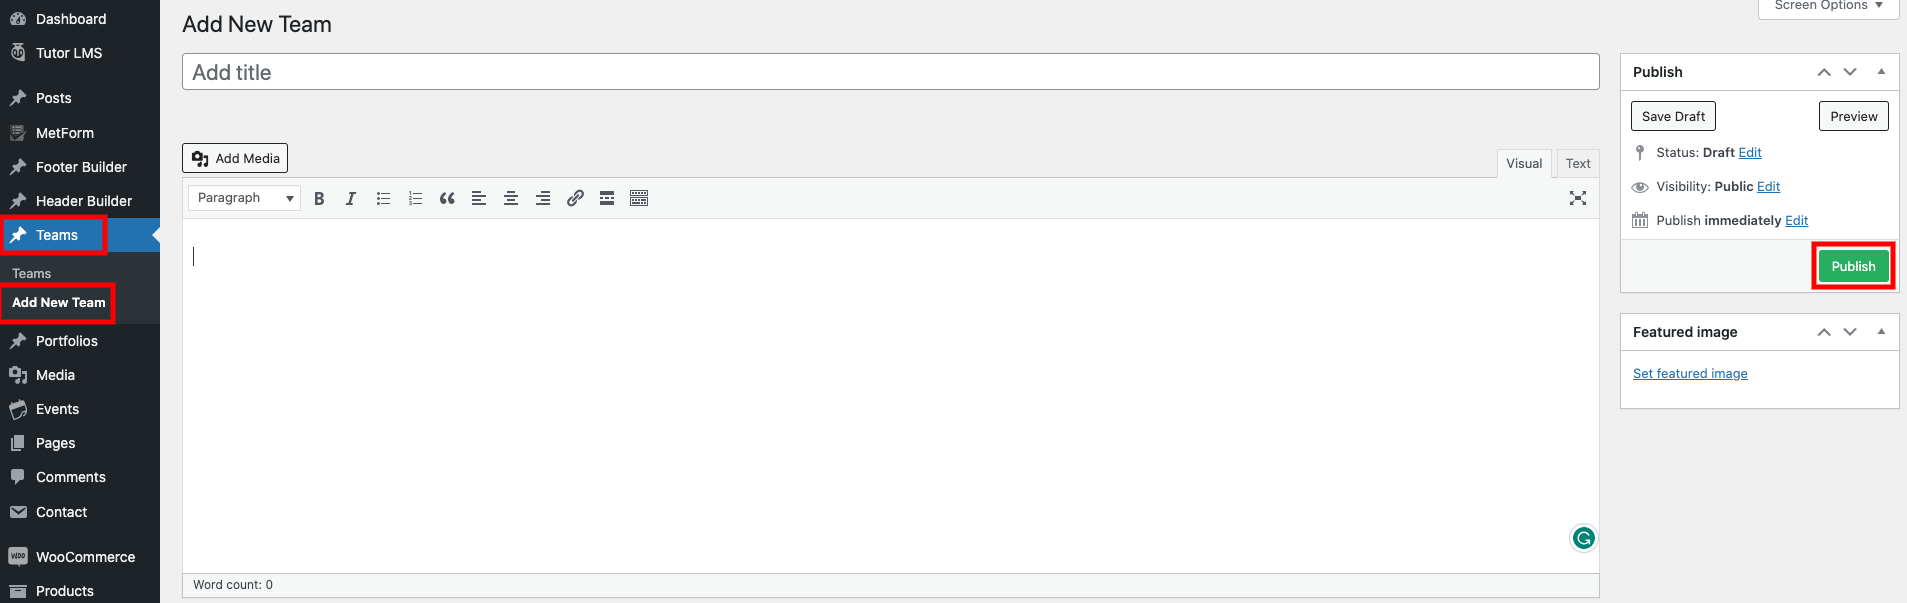 Dashboard
Tutor LMS
Posts
MetForm
Footer Builder
Header Builder
Teams
Teams
Add New Team
Portfolios
Media
Events
Pages
Comments
Contact
Woo WooCommerce
Products
Add New Team
Screen Options
Add title
Add Media
Visual Text
Paragraph B I
Word count: 0
Publish
Save Draft Preview
Status: Draft Edit
Visibility: Public Edit
Publish immediately Edit
Publish
Featured image
Set featured image